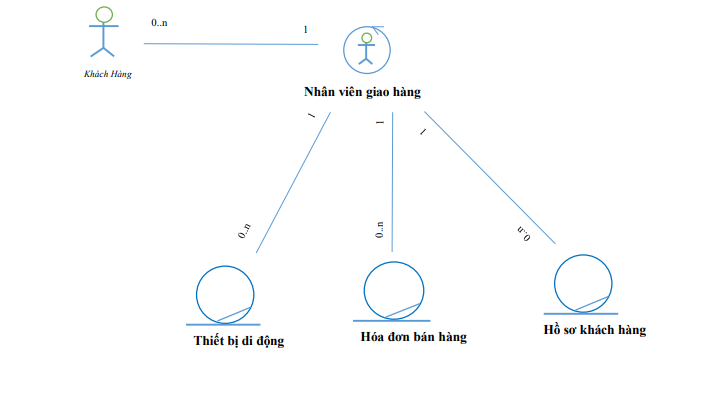 0..n
1
Khách Hàng
Nhân viên giao hàng
1
1
1
0..n
0..n
0..n
Thiết bị di động
Hóa đơn bán hàng
Hồ sơ khách hàng